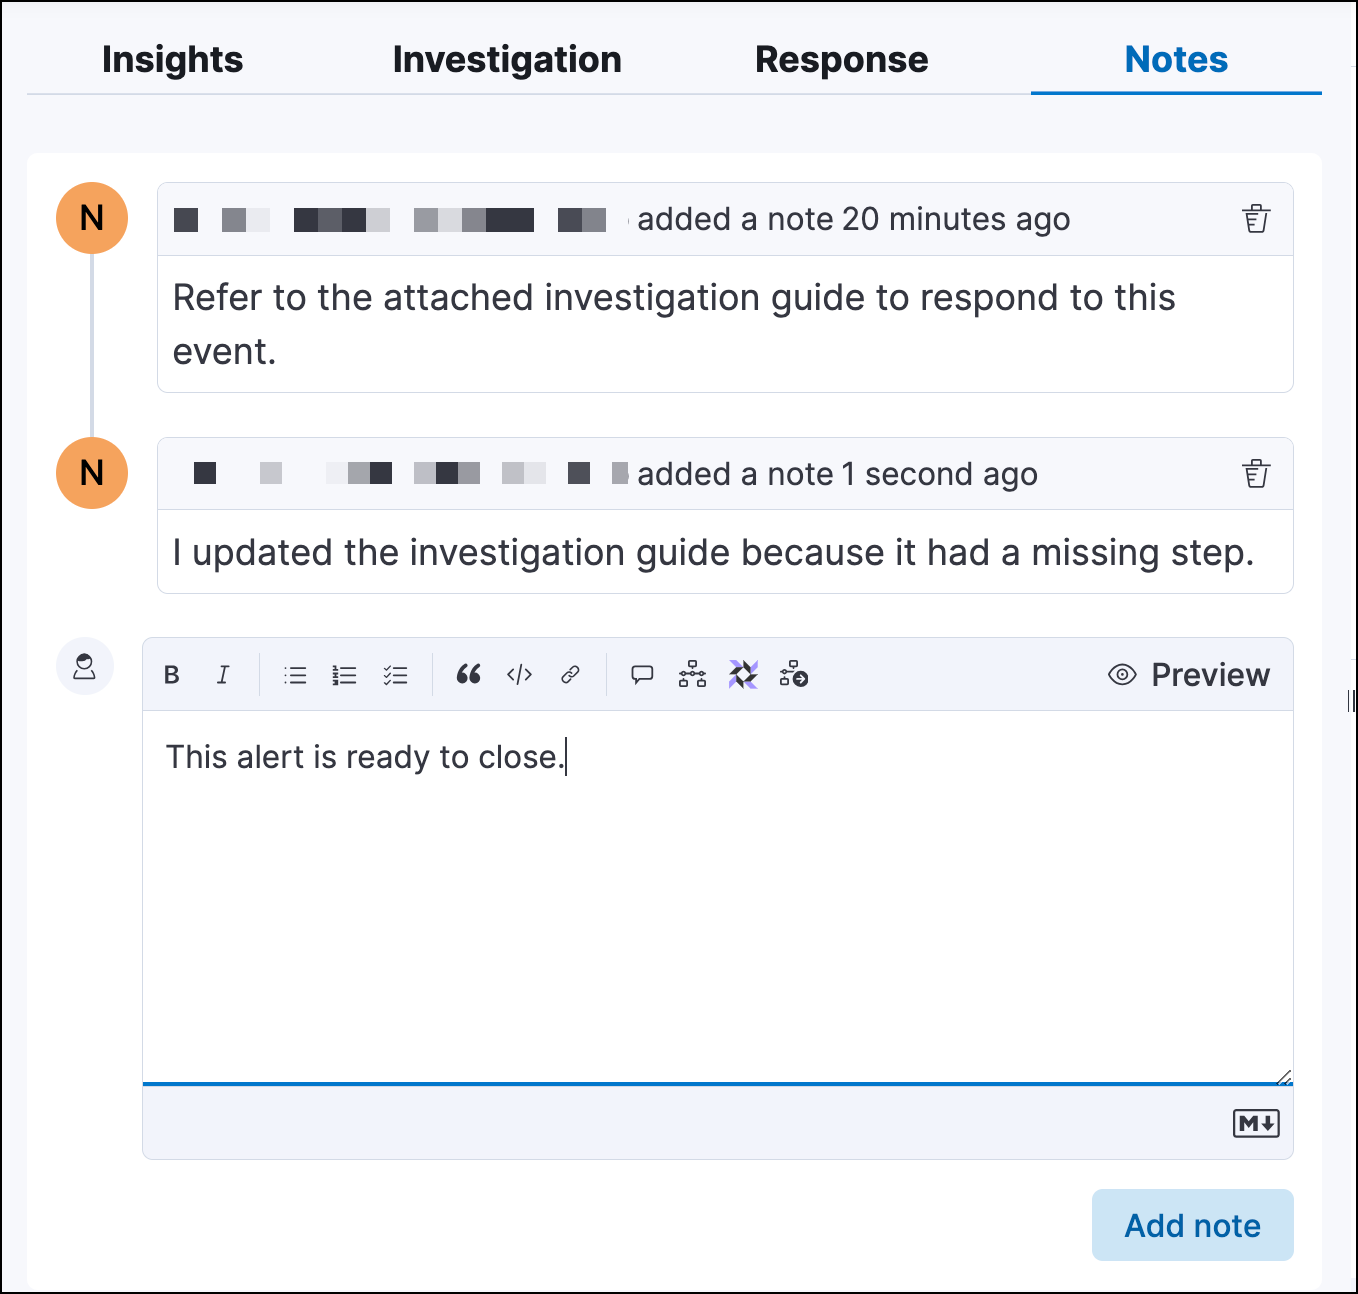 Insights Investigation Response Notes
N
added a note 20 minutes ago
Refer to the attached investigation guide to respond to this
event.
N
added a note 1 second ago
I updated the investigation guide because it had a missing step.
B I Preview
This alert is ready to close.
M
Add note